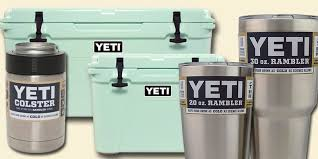 YETI
YETI
YETI
COLSTER
YETI
20 oz. RAMBLER
YETI
30 oz. RAMBLER